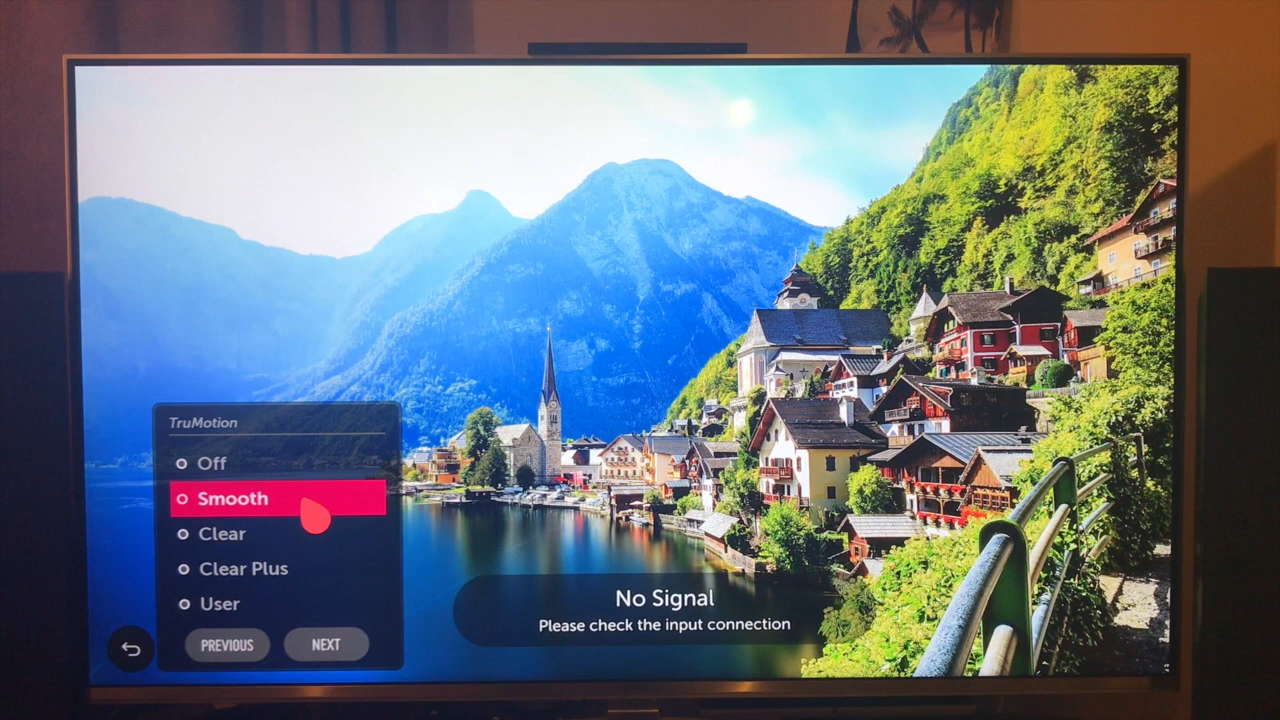 TruMotion
Off
Smooth
Clear
Clear Plus
User
PREVIOUS NEXT
No Signal
Please check the input connection